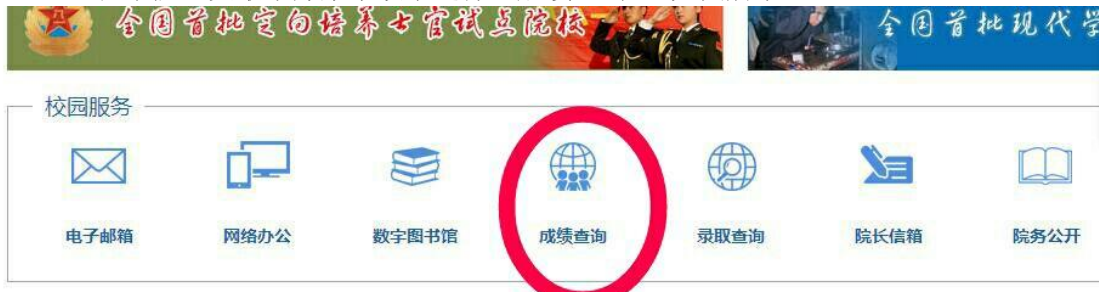 全国首批定向培养士官试点院校
全国首批现代学
校园服务
电子邮箱
网络办公
数字图书馆
成绩查询
录取查询
院长信箱
院务公开